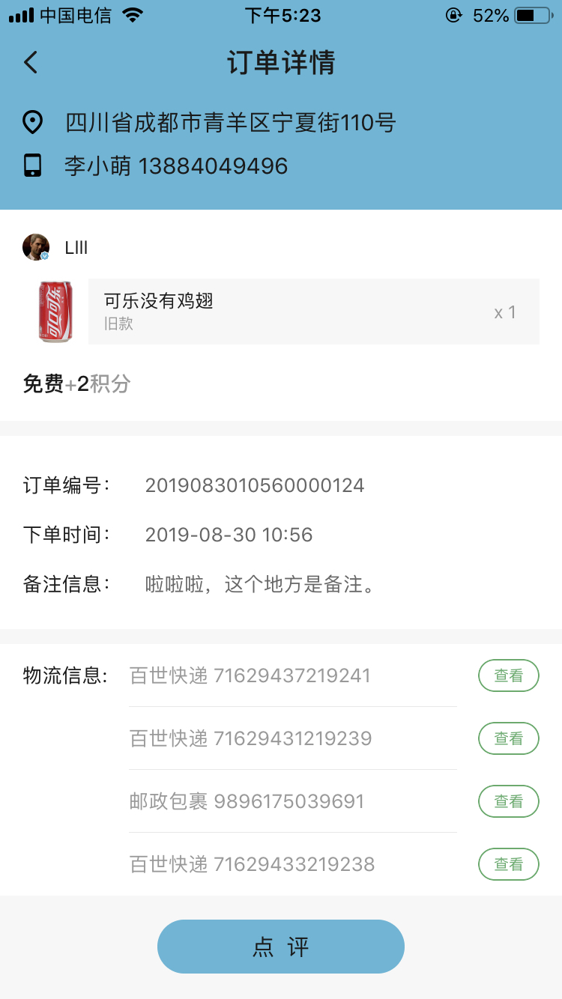 中国电信 下午5:23 52%
订单详情
四川省成都市青羊区宁夏街110号
李小萌 13884049496
Llll
可口可乐
可乐没有鸡翅
旧款
x 1
免费+2积分
订单编号： 2019083010560000124
下单时间： 2019-08-30 10:56
备注信息： 啦啦啦，这个地方是备注。
物流信息: 百世快递 71629437219241 查看
百世快递 71629431219239 查看
邮政包裹 9896175039691 查看
百世快递 71629433219238 查看
点 评